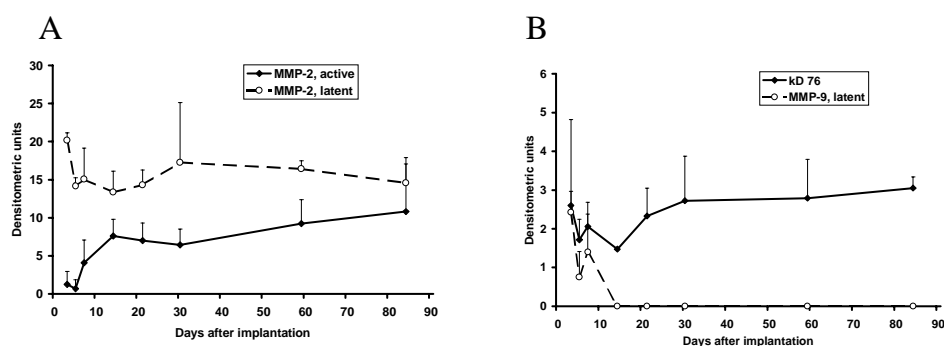 A
MMP-2, active
MMP-2, latent
30
25
20
15
10
5
0
Densitometric units
0 10 20 30 40 50 60 70 80 90
Days after implantation
B
kD 76
MMP-9, latent
6
5
4
3
2
1
0
Densitometric units
0 10 20 30 40 50 60 70 80 90
Days after implantation